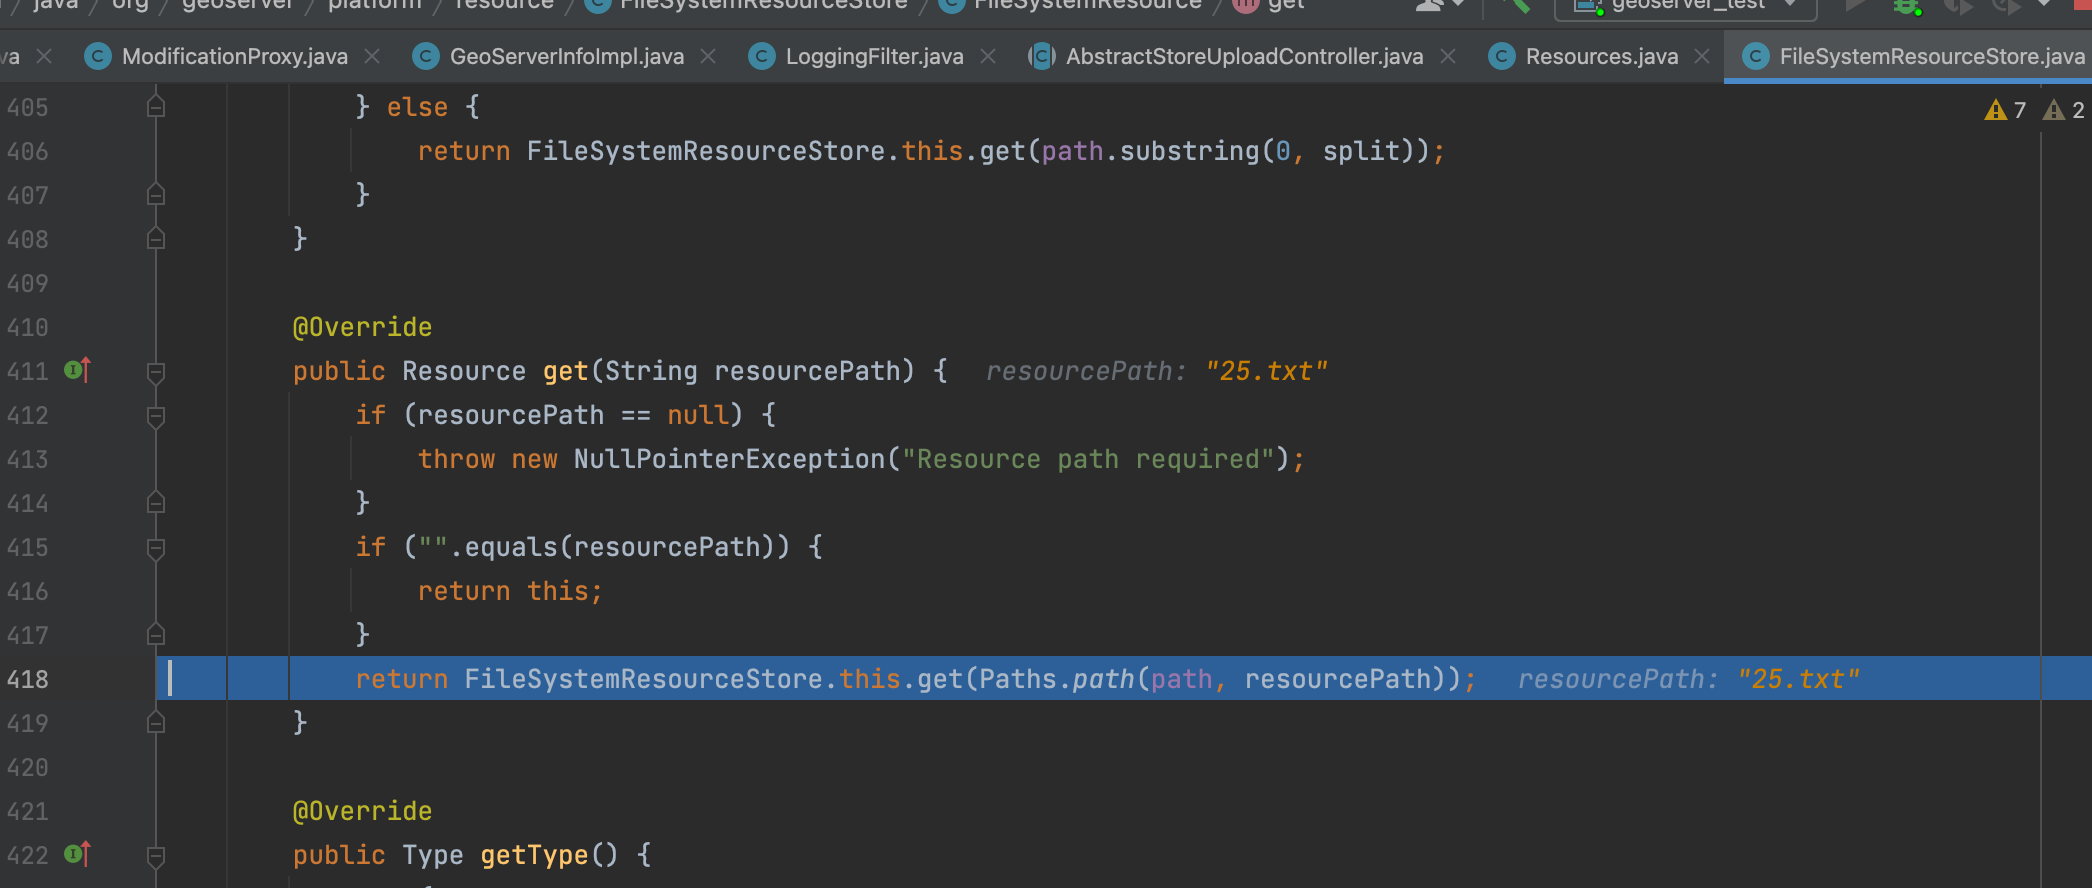 java / org / geoserver / platform / resource / FileSystemResourceStore / FileSystemResource / get geoserver_test
va ModificationProxy.java GeoServerInfoImpl.java LoggingFilter.java AbstractStoreUploadController.java Resources.java FileSystemResourceStore.java
405 } else { 7 2
406 return FileSystemResourceStore.this.get(path.substring(0, split));
407 }
408 }
409
410 @Override
411 public Resource get(String resourcePath) { resourcePath: "25.txt"
412 if (resourcePath == null) {
413 throw new NullPointerException("Resource path required");
414 }
415 if ("".equals(resourcePath)) {
416 return this;
417 }
418 return FileSystemResourceStore.this.get(Paths.path(path, resourcePath)); resourcePath: "25.txt"
419 }
420
421 @Override
422 public Type getType() {